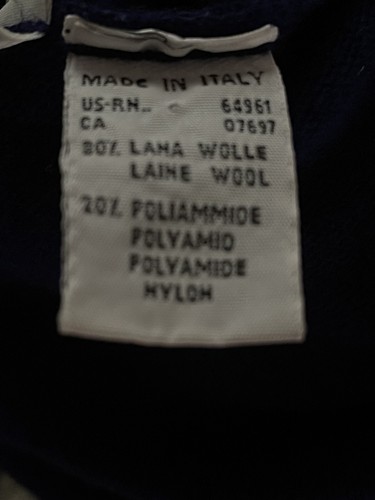 MADE IN ITALY
US-RN.. 64961
CA 07697
80% LANA WOLLE
LAINE WOOL
20% POLIAMMIDE
POLYAMID
POLYAMIDE
NYLON